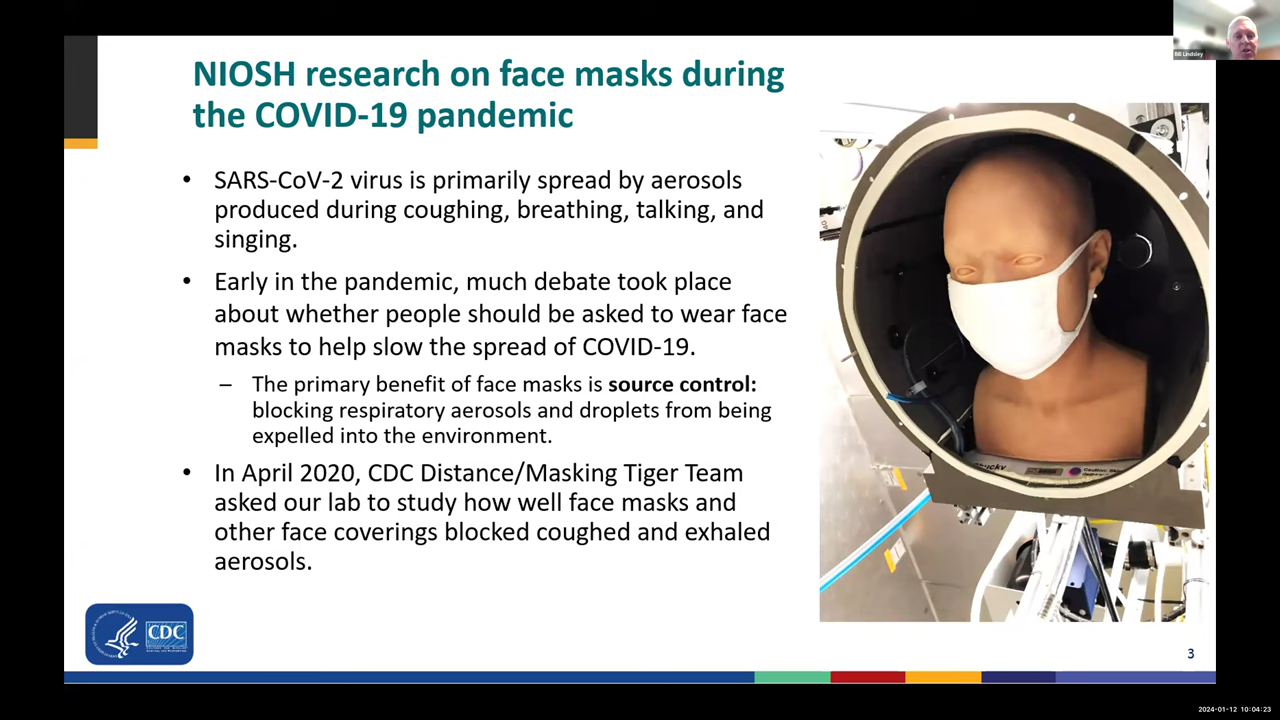 Bill Lindsley
NIOSH research on face masks during
the COVID-19 pandemic
• SARS-CoV-2 virus is primarily spread by aerosols
produced during coughing, breathing, talking, and
singing.
• Early in the pandemic, much debate took place
about whether people should be asked to wear face
masks to help slow the spread of COVID-19.
– The primary benefit of face masks is source control:
blocking respiratory aerosols and droplets from being
expelled into the environment.
• In April 2020, CDC Distance/Masking Tiger Team
asked our lab to study how well face masks and
other face coverings blocked coughed and exhaled
aerosols.
Chucky
CDC
3
2024-01-12 10:04:23